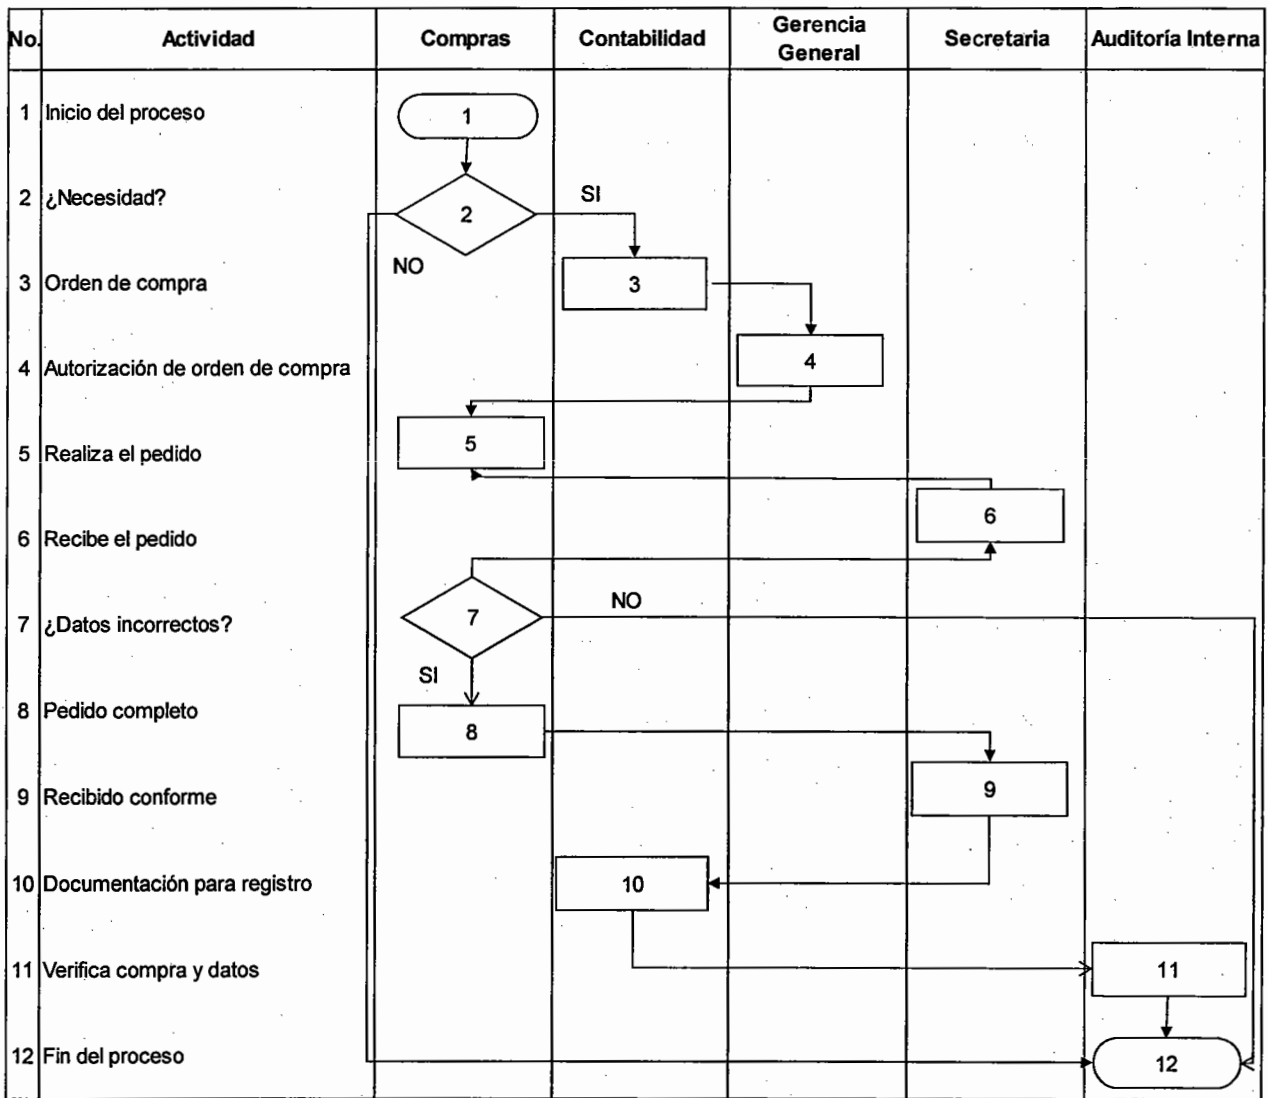 No. Actividad Compras Contabilidad Gerencia General Secretaria Auditoría Interna
1 Inicio del proceso 1
2 ¿Necesidad? 2 SI
NO
3 Orden de compra 3
4 Autorización de orden de compra 4
5 Realiza el pedido 5
6 Recibe el pedido 6
7 ¿Datos incorrectos? 7 NO
SI
8 Pedido completo 8
9 Recibido conforme 9
10 Documentación para registro 10
11 Verifica compra y datos 11
12 Fin del proceso 12